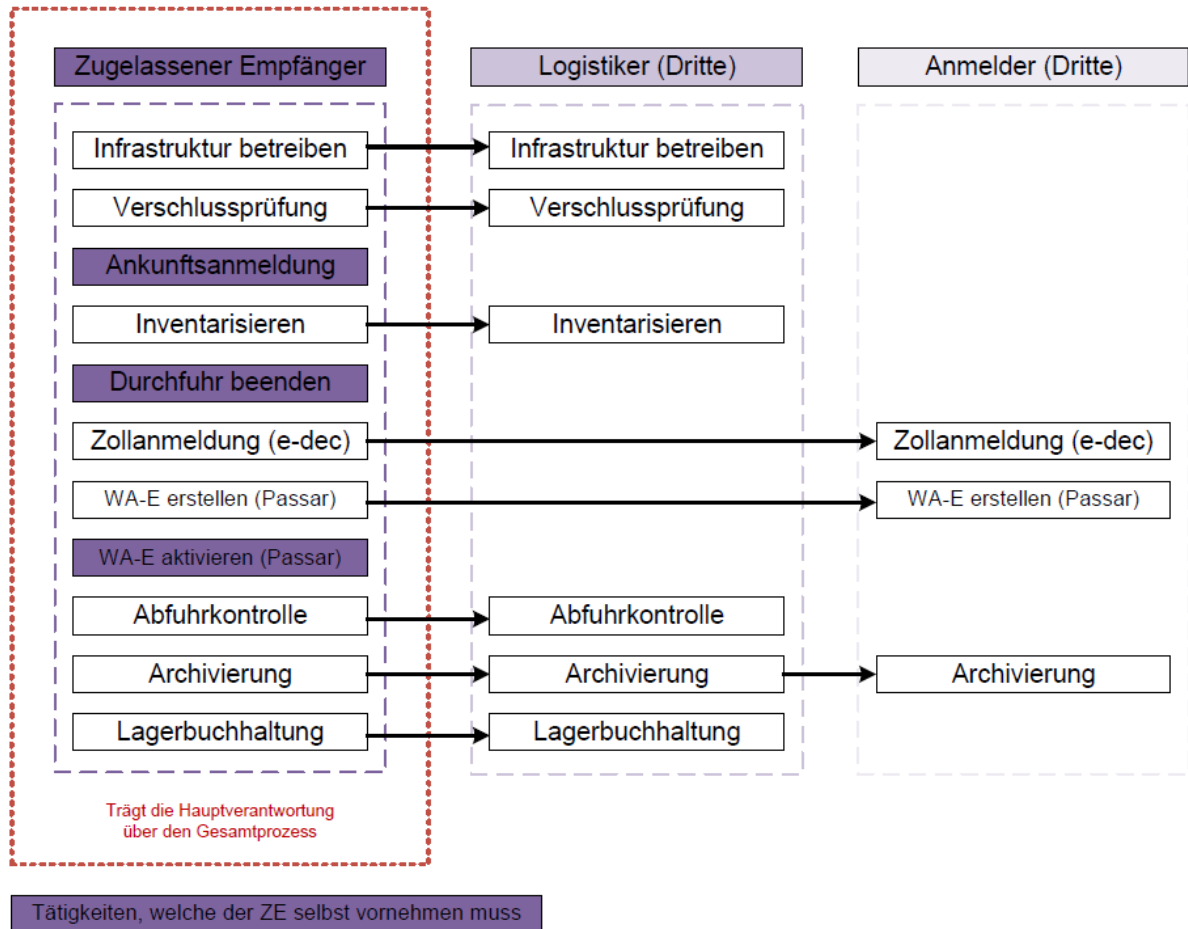 Zugelassener Empfänger
Logistiker (Dritte)
Anmelder (Dritte)
Infrastruktur betreiben
Infrastruktur betreiben
Verschlussprüfung
Verschlussprüfung
Ankunftsanmeldung
Inventarisieren
Inventarisieren
Durchfuhr beenden
Zollanmeldung (e-dec)
Zollanmeldung (e-dec)
WA-E erstellen (Passar)
WA-E erstellen (Passar)
WA-E aktivieren (Passar)
Abfuhrkontrolle
Abfuhrkontrolle
Archivierung
Archivierung
Archivierung
Lagerbuchhaltung
Lagerbuchhaltung
Trägt die Hauptverantwortung
über den Gesamtprozess
Tätigkeiten, welche der ZE selbst vornehmen muss